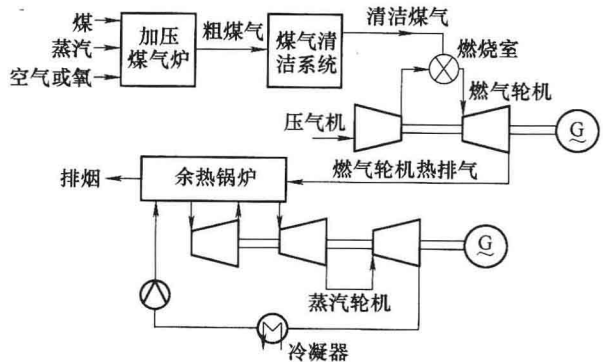 煤
蒸汽
空气或氧
加压
煤气炉
粗煤气
煤气清
洁系统
清洁煤气
燃烧室
燃气轮机
压气机
G
排烟
余热锅炉
燃气轮机热排气
G
蒸汽轮机
冷凝器